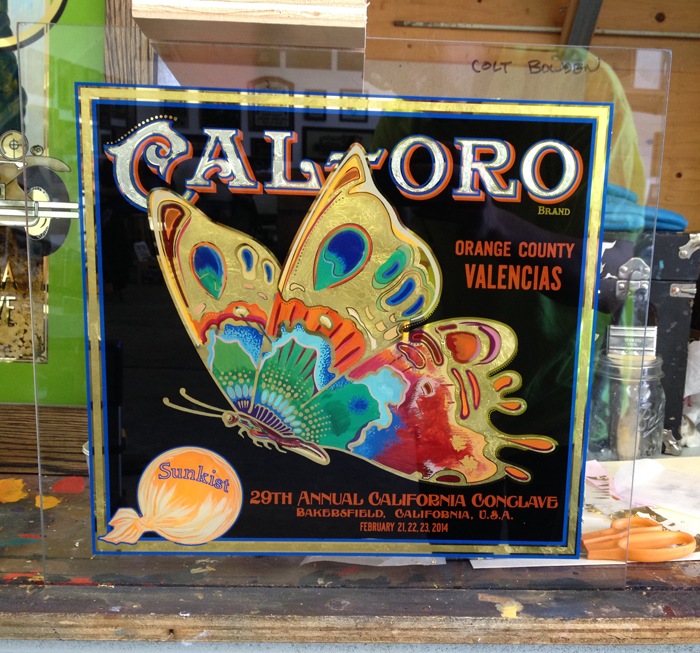 COLT BOWDEN
CAL-ORO
BRAND
ORANGE COUNTY
VALENCIAS
Sunkist
29TH ANNUAL CALIFORNIA CONCLAVE
BAKERSFIELD, CALIFORNIA, U.S.A.
FEBRUARY 21, 22, 23, 2014